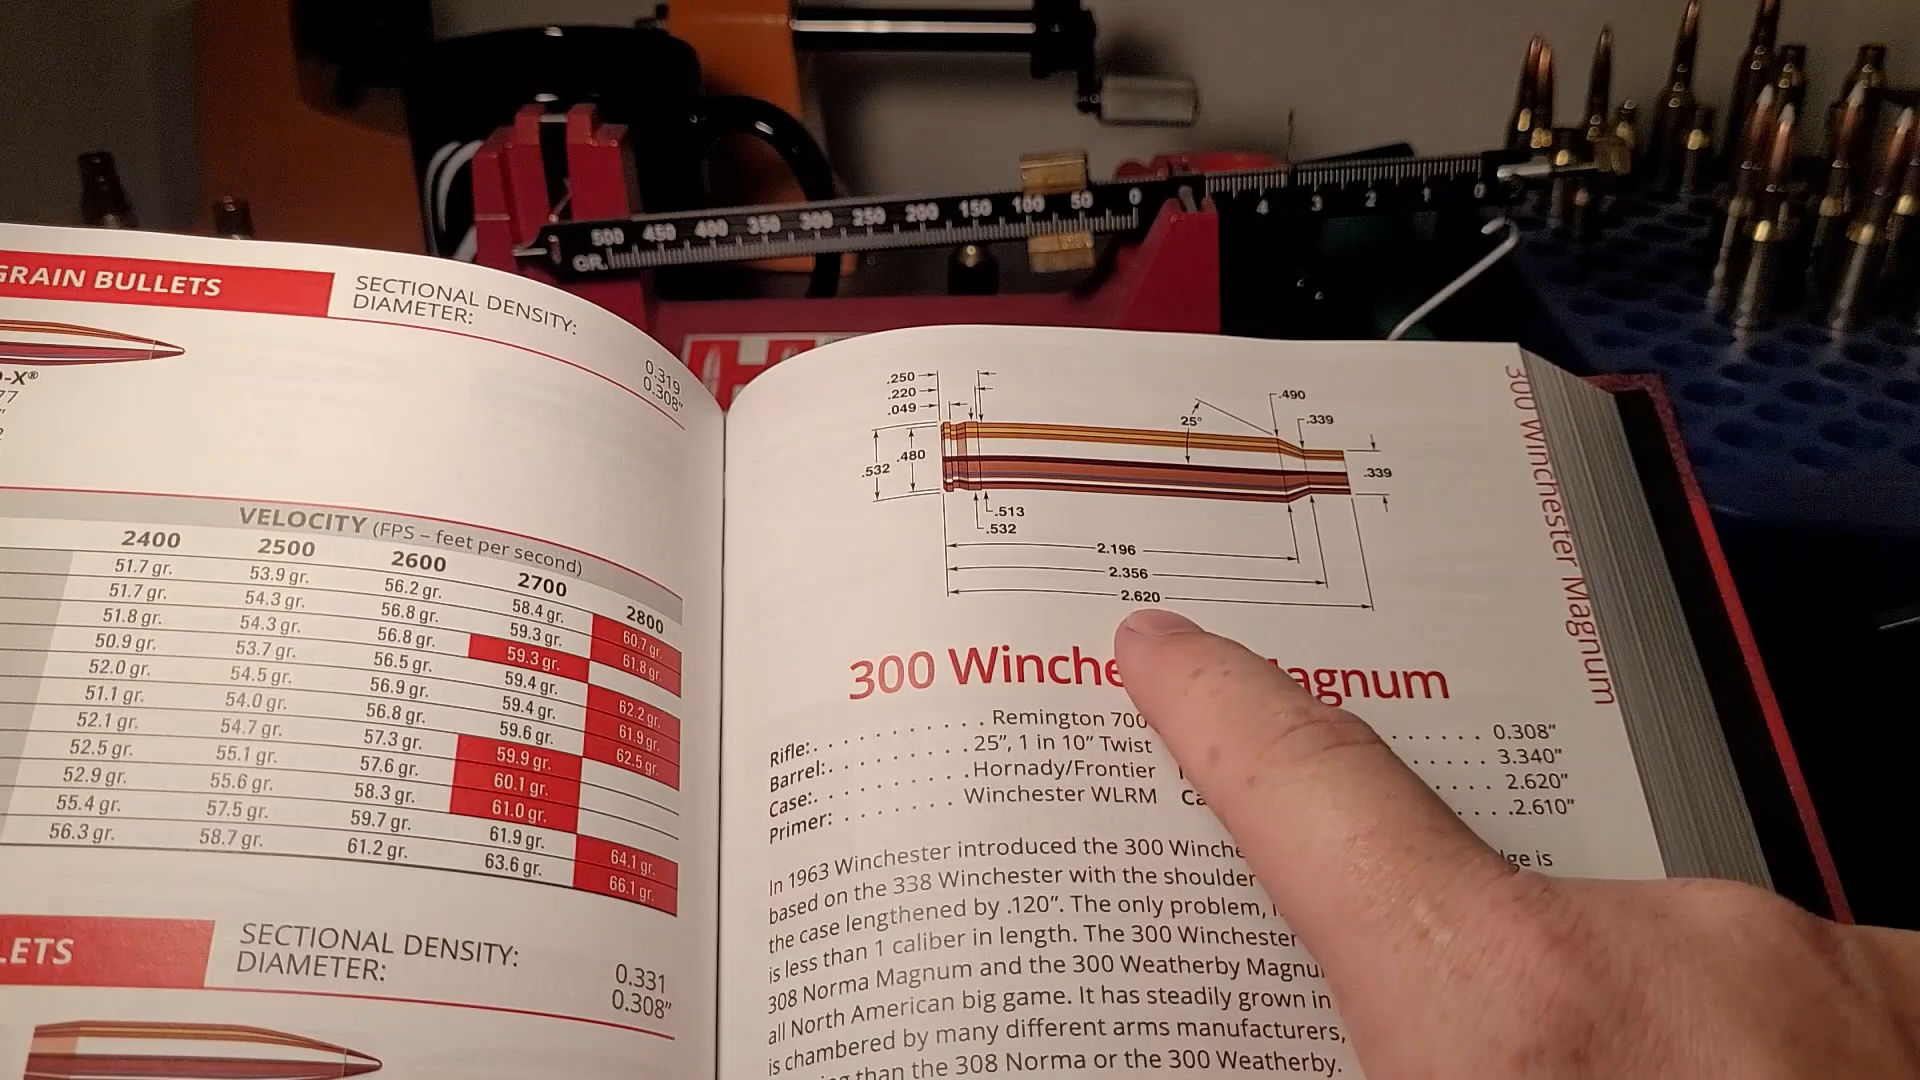 500 450 400 350 300 250 200 150 100 50 0
GR.
4 3 2 1 0
GRAIN BULLETS
SECTIONAL DENSITY:
DIAMETER:
0.319
0.308"
-X®
VELOCITY (FPS – feet per second)
2400 2500 2600 2700 2800
51.7 gr. 53.9 gr. 56.2 gr. 58.4 gr. 60.7 gr.
51.7 gr. 54.3 gr. 56.8 gr. 59.3 gr. 61.8 gr.
51.8 gr. 54.3 gr. 56.8 gr. 59.3 gr.
50.9 gr. 53.7 gr. 56.5 gr. 59.4 gr. 62.2 gr.
52.0 gr. 54.5 gr. 56.9 gr. 59.4 gr. 61.9 gr.
51.1 gr. 54.0 gr. 56.8 gr. 59.6 gr. 62.5 gr.
52.1 gr. 54.7 gr. 57.3 gr. 59.9 gr.
52.5 gr. 55.1 gr. 57.6 gr. 60.1 gr.
52.9 gr. 55.6 gr. 58.3 gr. 61.0 gr.
55.4 gr. 57.5 gr. 59.7 gr. 61.9 gr. 64.1 gr.
56.3 gr. 58.7 gr. 61.2 gr. 63.6 gr. 66.1 gr.
LETS
SECTIONAL DENSITY:
DIAMETER:
0.331
0.308"
.250
.220
.049
.532 .480
25°
.490
.339
.339
.513
.532
2.196
2.356
2.620
300 Winchester Magnum
300 Winche agnum
Rifle:. . . . . . . . . . Remington 700 . . . . . . 0.308"
Barrel:. . . . . . . . . 25", 1 in 10" Twist . . . . . 3.340"
Case:. . . . . . . . . .Hornady/Frontier . . . . 2.620"
Primer: . . . . . . . . Winchester WLRM Ca . . .2.610"
In 1963 Winchester introduced the 300 Winche ge is
based on the 338 Winchester with the shoulder
the case lengthened by .120". The only problem,
is less than 1 caliber in length. The 300 Winchester
308 Norma Magnum and the 300 Weatherby Magnu
all North American big game. It has steadily grown in
is chambered by many different arms manufacturers,
than the 308 Norma or the 300 Weatherby.